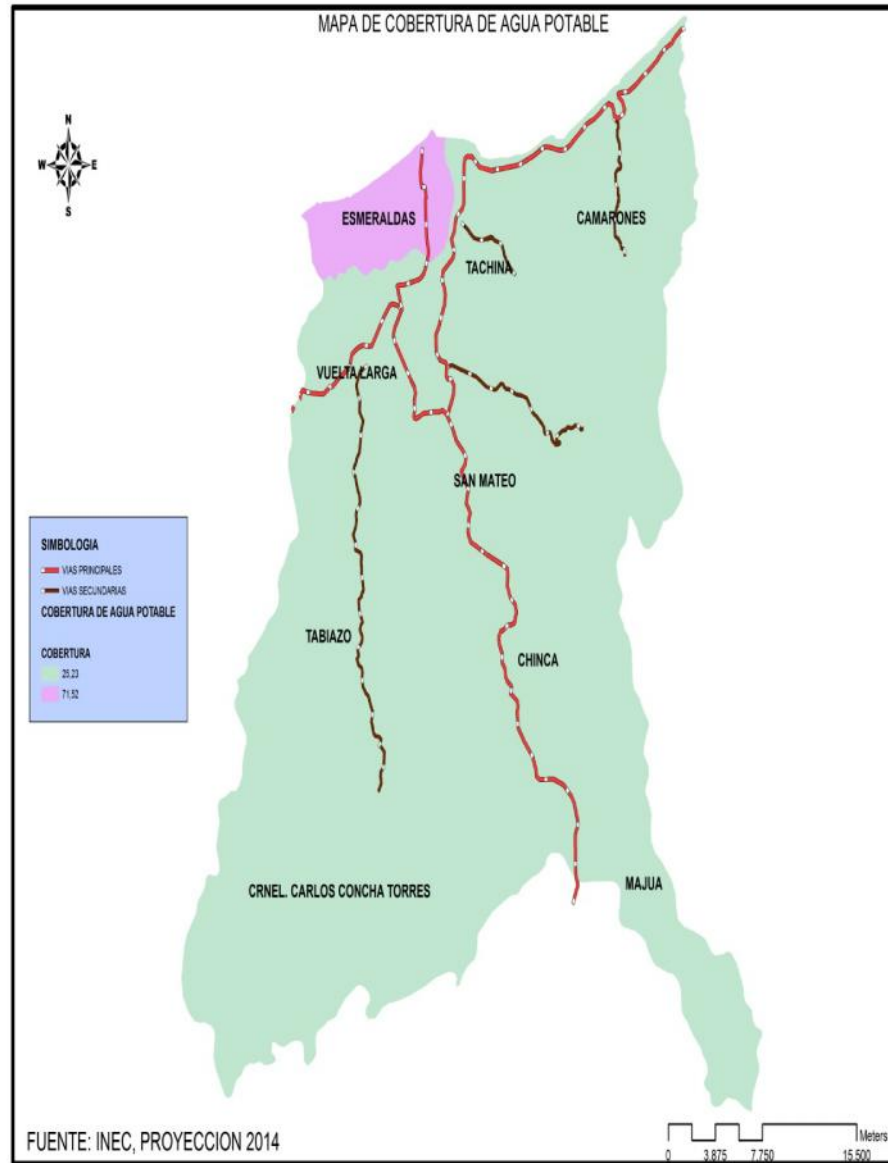 MAPA DE COBERTURA DE AGUA POTABLE
N
W E
S
ESMERALDAS
CAMARONES
TACHINA
VUELTA LARGA
SAN MATEO
SIMBOLOGIA
VIAS PRINCIPALES
VIAS SECUNDARIAS
COBERTURA DE AGUA POTABLE
COBERTURA
25,23
71,52
TABIAZO
CHINCA
CRNEL. CARLOS CONCHA TORRES
MAJUA
FUENTE: INEC, PROYECCION 2014
Meters
0 3.875 7.750 15.500